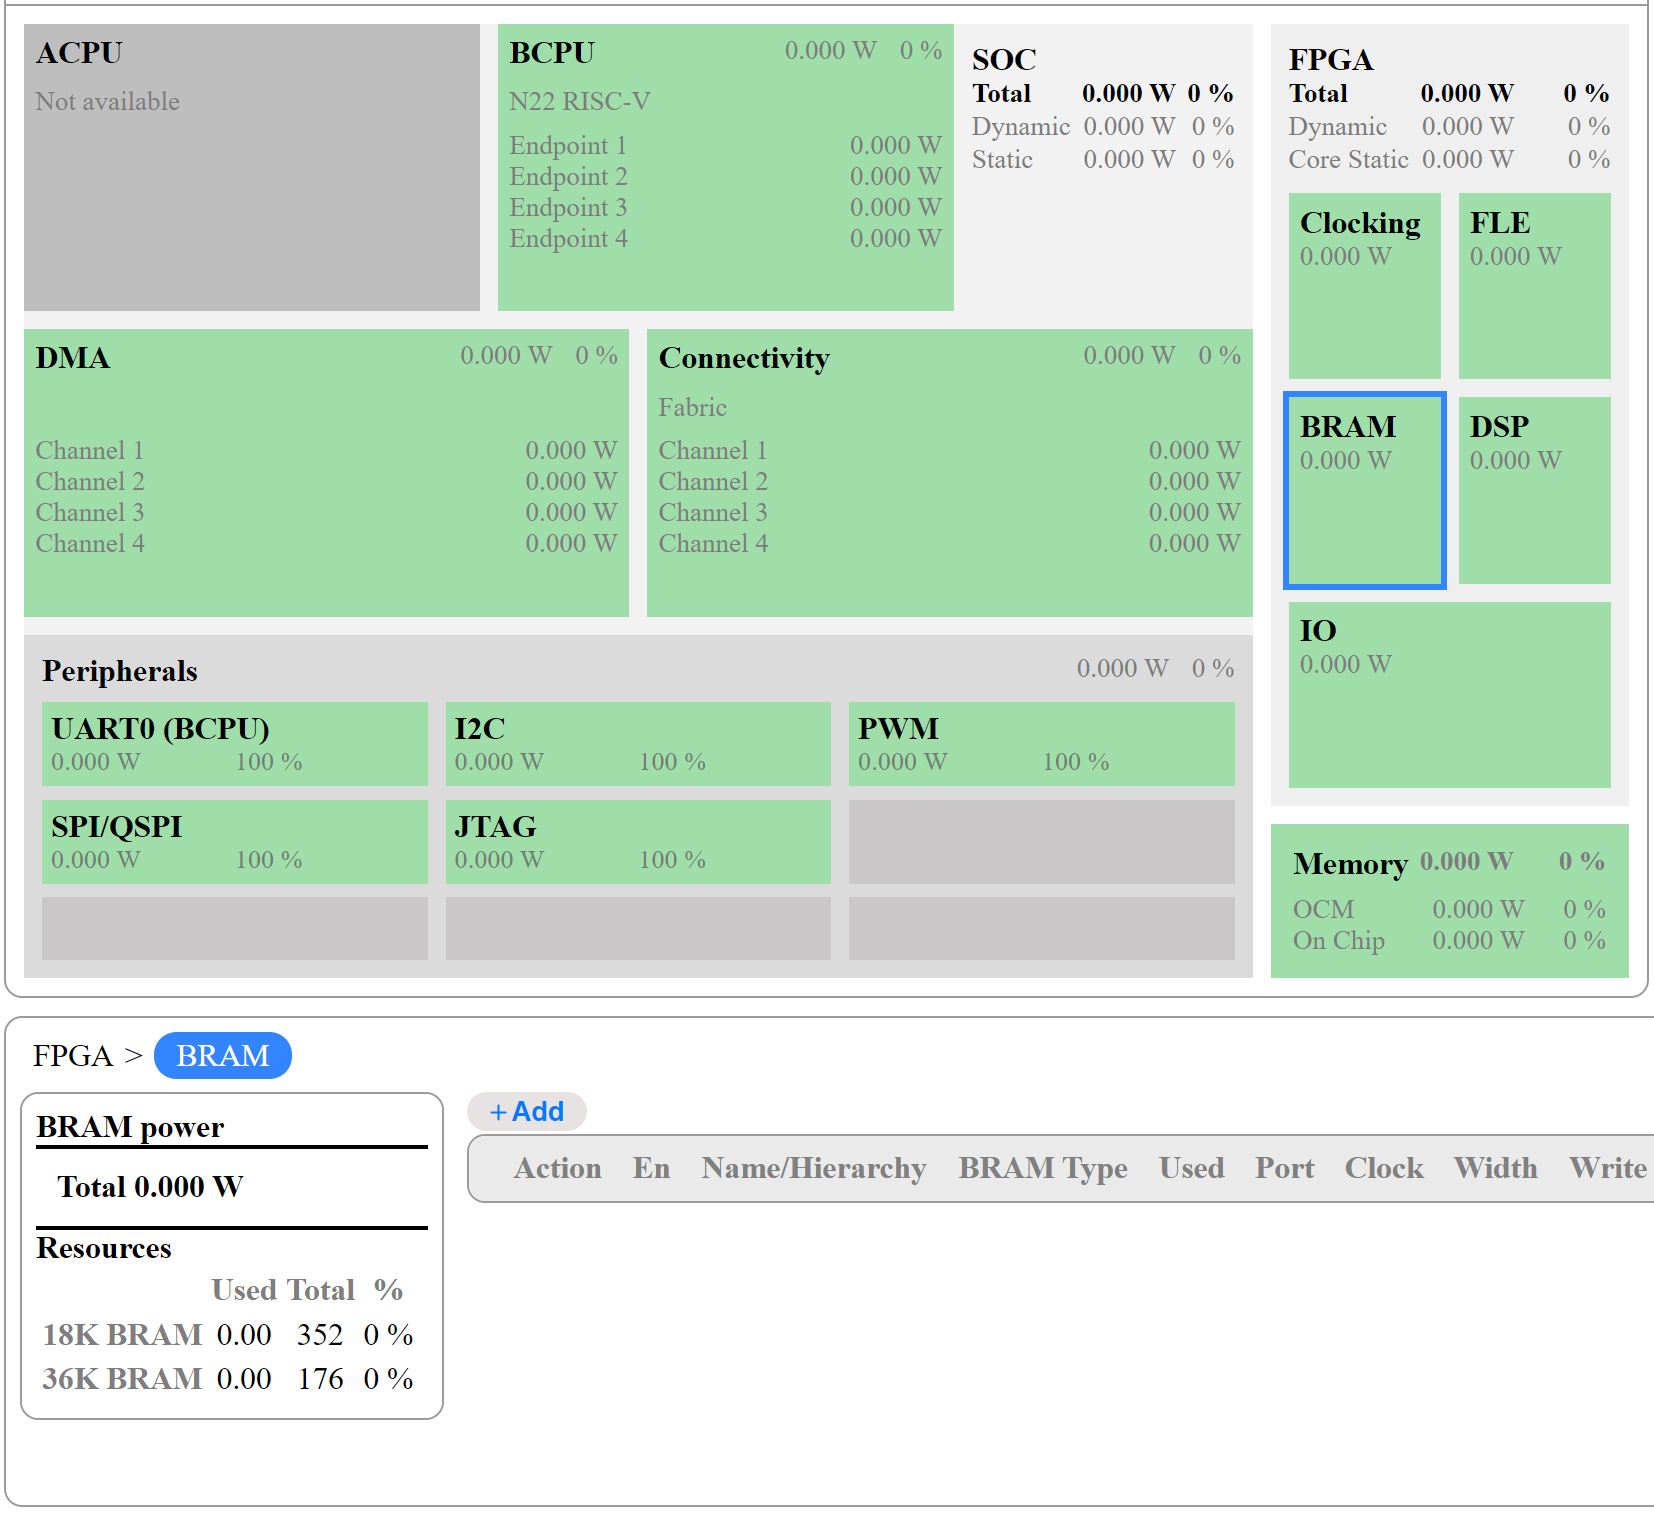 ACPU
Not available
BCPU 0.000 W 0 %
N22 RISC-V
Endpoint 1 0.000 W
Endpoint 2 0.000 W
Endpoint 3 0.000 W
Endpoint 4 0.000 W
SOC
Total 0.000 W 0 %
Dynamic 0.000 W 0 %
Static 0.000 W 0 %
FPGA
Total 0.000 W 0 %
Dynamic 0.000 W 0 %
Core Static 0.000 W 0 %
Clocking
0.000 W
FLE
0.000 W
BRAM
0.000 W
DSP
0.000 W
IO
0.000 W
DMA 0.000 W 0 %
Channel 1 0.000 W
Channel 2 0.000 W
Channel 3 0.000 W
Channel 4 0.000 W
Connectivity 0.000 W 0 %
Fabric
Channel 1 0.000 W
Channel 2 0.000 W
Channel 3 0.000 W
Channel 4 0.000 W
Peripherals 0.000 W 0 %
UART0 (BCPU)
0.000 W 100 %
I2C
0.000 W 100 %
PWM
0.000 W 100 %
SPI/QSPI
0.000 W 100 %
JTAG
0.000 W 100 %
Memory 0.000 W 0 %
OCM 0.000 W 0 %
On Chip 0.000 W 0 %
FPGA > BRAM
BRAM power
Total 0.000 W
Resources
Used Total %
18K BRAM 0.00 352 0 %
36K BRAM 0.00 176 0 %
+ Add
Action En Name/Hierarchy BRAM Type Used Port Clock Width Write